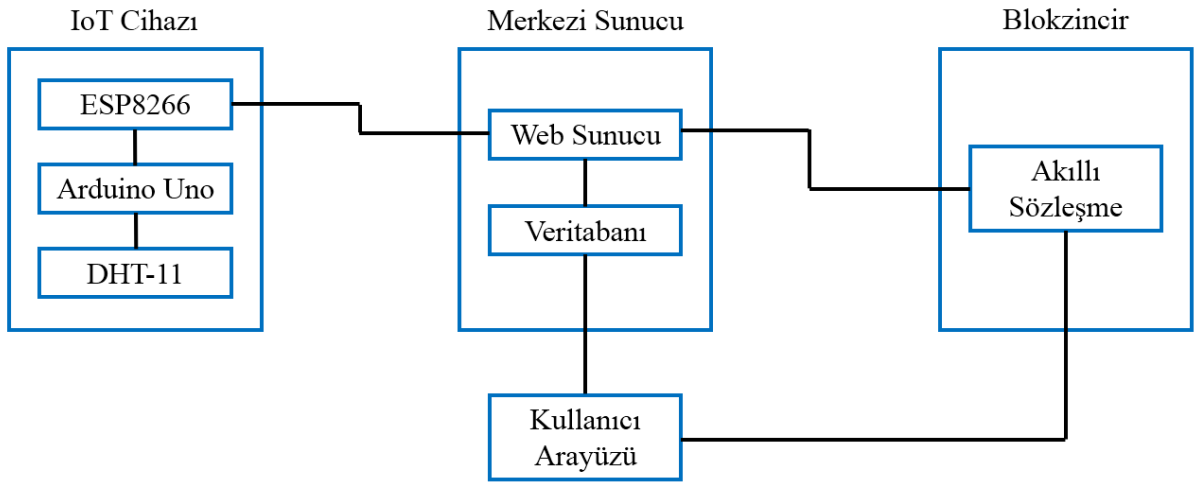 IoT Cihazı
ESP8266
Arduino Uno
DHT-11
Merkezi Sunucu
Web Sunucu
Veritabanı
Kullanıcı
Arayüzü
Blokzincir
Akıllı
Sözleşme